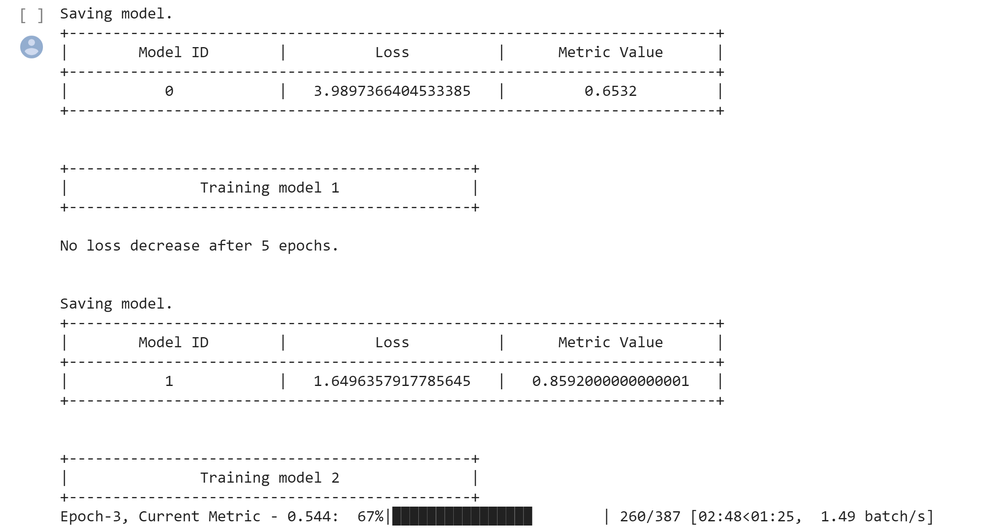 [ ] Saving model.
+--------------------------------------------------------------------------+
|        Model ID        |          Loss          |      Metric Value      |
+--------------------------------------------------------------------------+
|           0            |   3.9897366404533385   |         0.6532         |
+--------------------------------------------------------------------------+
+----------------------------------------------+
|               Training model 1               |
+----------------------------------------------+
No loss decrease after 5 epochs.
Saving model.
+--------------------------------------------------------------------------+
|        Model ID        |          Loss          |      Metric Value      |
+--------------------------------------------------------------------------+
|           1            |   1.6496357917785645   |   0.8592000000000001   |
+--------------------------------------------------------------------------+
+----------------------------------------------+
|               Training model 2               |
+----------------------------------------------+
Epoch-3, Current Metric - 0.544:  67%|████████████████        | 260/387 [02:48<01:25,  1.49 batch/s]